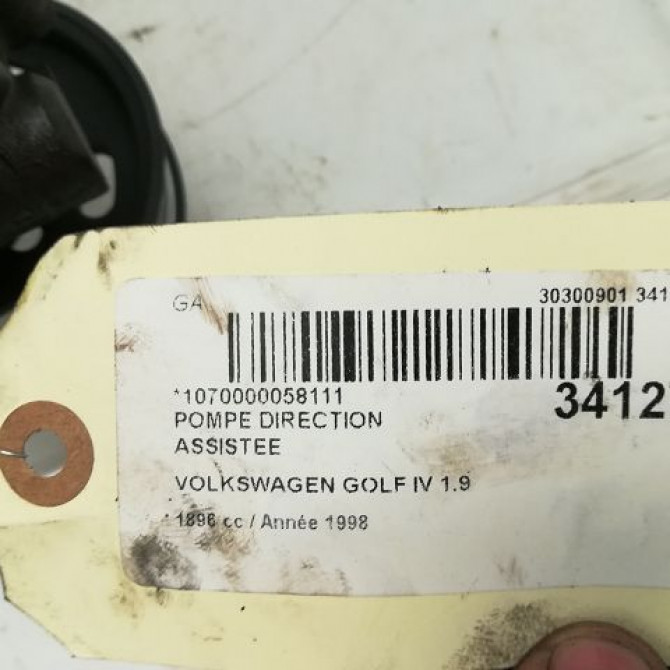 GA
30300901 341
*1070000058111
3412
POMPE DIRECTION
ASSISTEE
VOLKSWAGEN GOLF IV 1.9
1896 cc / Année 1998